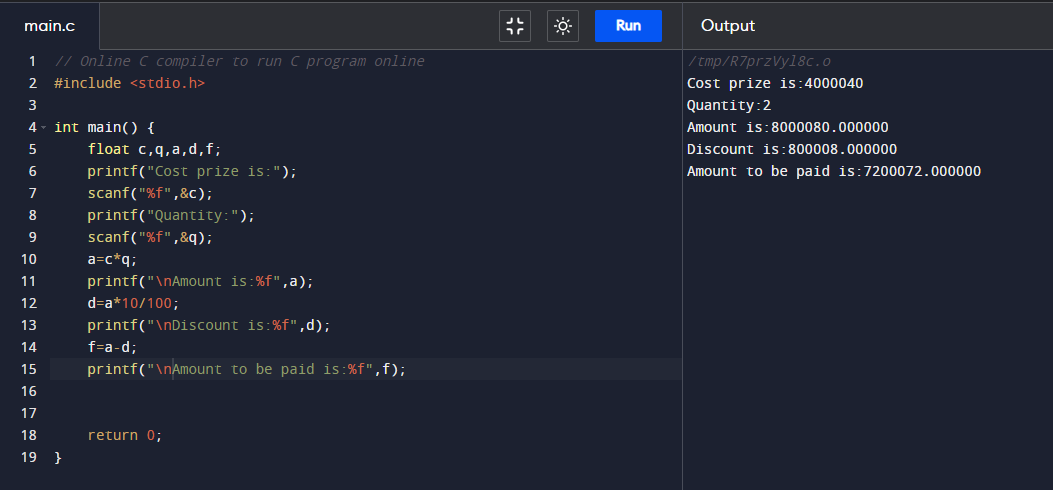 main.c
Run
Output
1 // Online C compiler to run C program online
2 #include <stdio.h>
3
4 int main() {
5 float c,q,a,d,f;
6 printf("Cost prize is:");
7 scanf("%f",&c);
8 printf("Quantity:");
9 scanf("%f",&q);
10 a=c*q;
11 printf("\nAmount is:%f",a);
12 d=a*10/100;
13 printf("\nDiscount is:%f",d);
14 f=a-d;
15 printf("\nAmount to be paid is:%f",f);
16
17
18 return 0;
19 }
/tmp/R7przVyl8c.o
Cost prize is:4000040
Quantity:2
Amount is:8000080.000000
Discount is:800008.000000
Amount to be paid is:7200072.000000